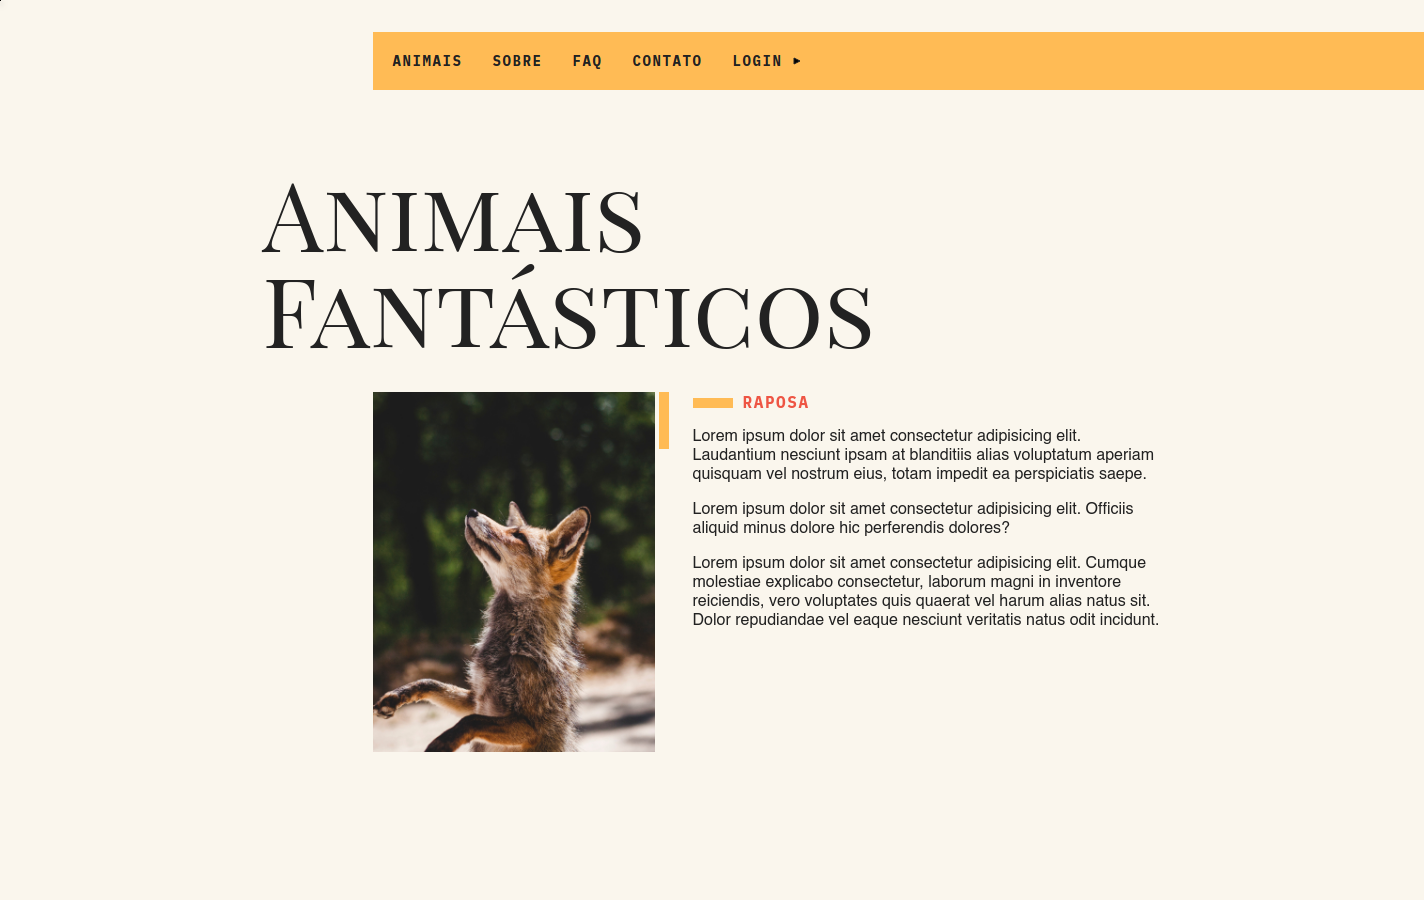 ANIMAIS SOBRE FAQ CONTATO LOGIN ▸
Animais
Fantásticos
RAPOSA
Lorem ipsum dolor sit amet consectetur adipisicing elit.
Laudantium nesciunt ipsam at blanditiis alias voluptatum aperiam
quisquam vel nostrum eius, totam impedit ea perspiciatis saepe.
Lorem ipsum dolor sit amet consectetur adipisicing elit. Officiis
aliquid minus dolore hic perferendis dolores?
Lorem ipsum dolor sit amet consectetur adipisicing elit. Cumque
molestiae explicabo consectetur, laborum magni in inventore
reiciendis, vero voluptates quis quaerat vel harum alias natus sit.
Dolor repudiandae vel eaque nesciunt veritatis natus odit incidunt.